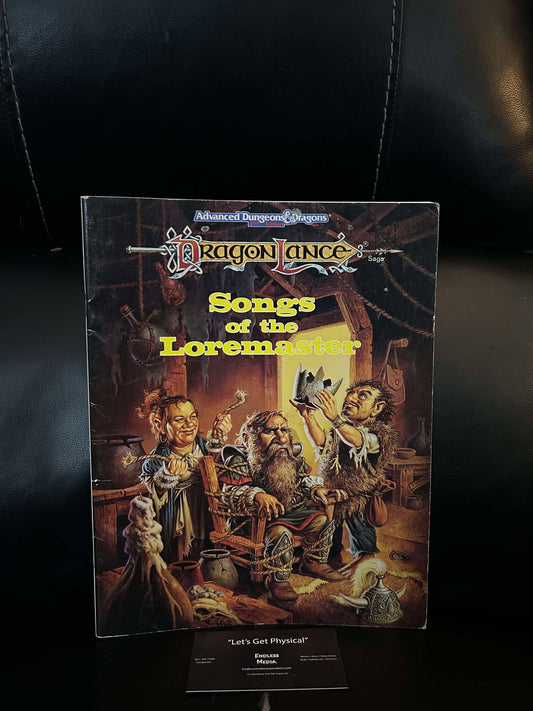 Advanced Dungeons & Dragons®
DRAGONLANCE®
Saga
Songs
of the
Loremaster
"Let's Get Physical"
ENDLESS
MEDIA